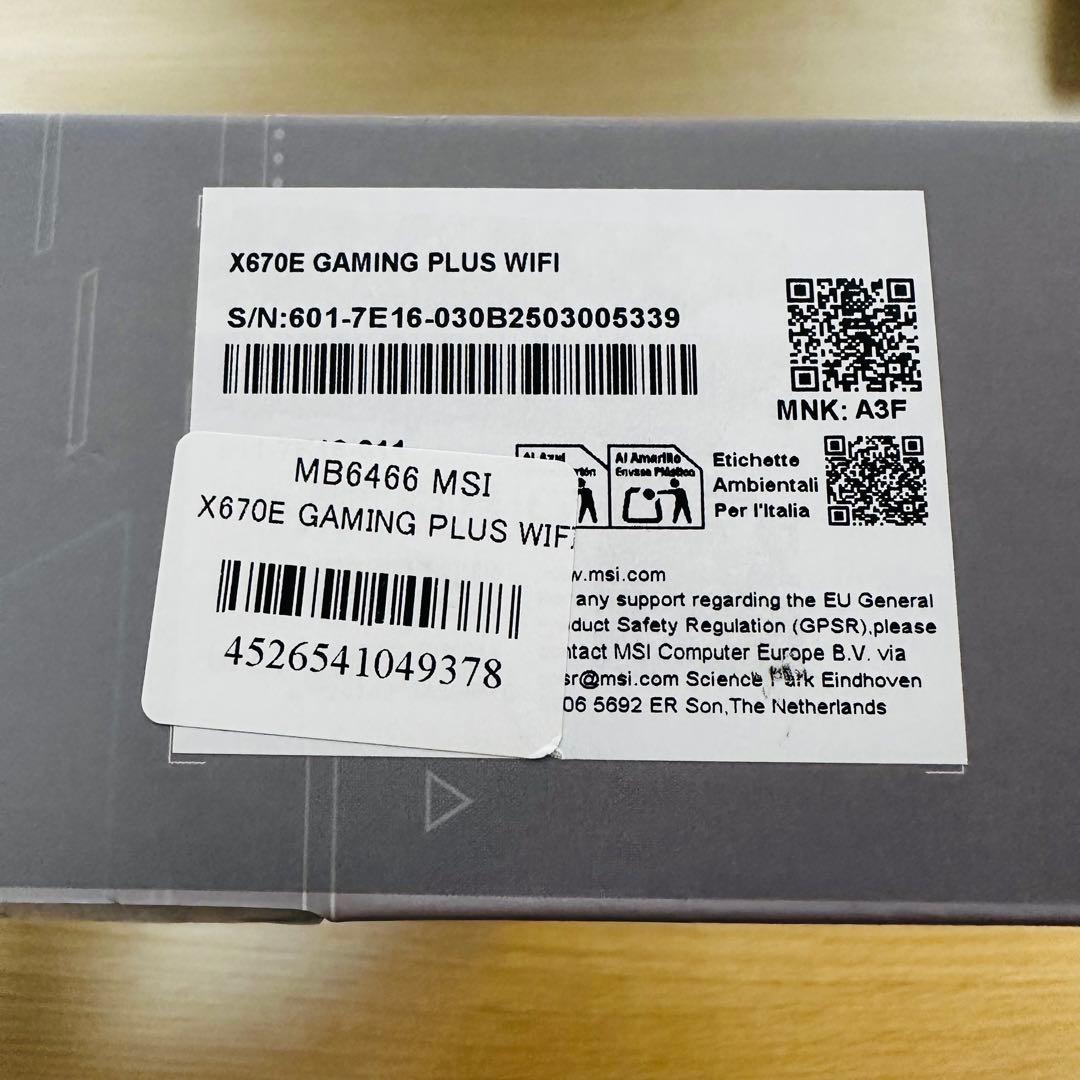 X670E GAMING PLUS WIFI
S/N:601-7E16-030B2503005339
MNK: A3F
Al Amarillo
Envase Plástico
Etichette
Ambientali
Per l'Italia
MB6466 MSI
X670E GAMING PLUS WIF
4526541049378
w.msi.com
any support regarding the EU General
duct Safety Regulation (GPSR),please
ntact MSI Computer Europe B.V. via
sr@msi.com Science Park Eindhoven
06 5692 ER Son,The Netherlands